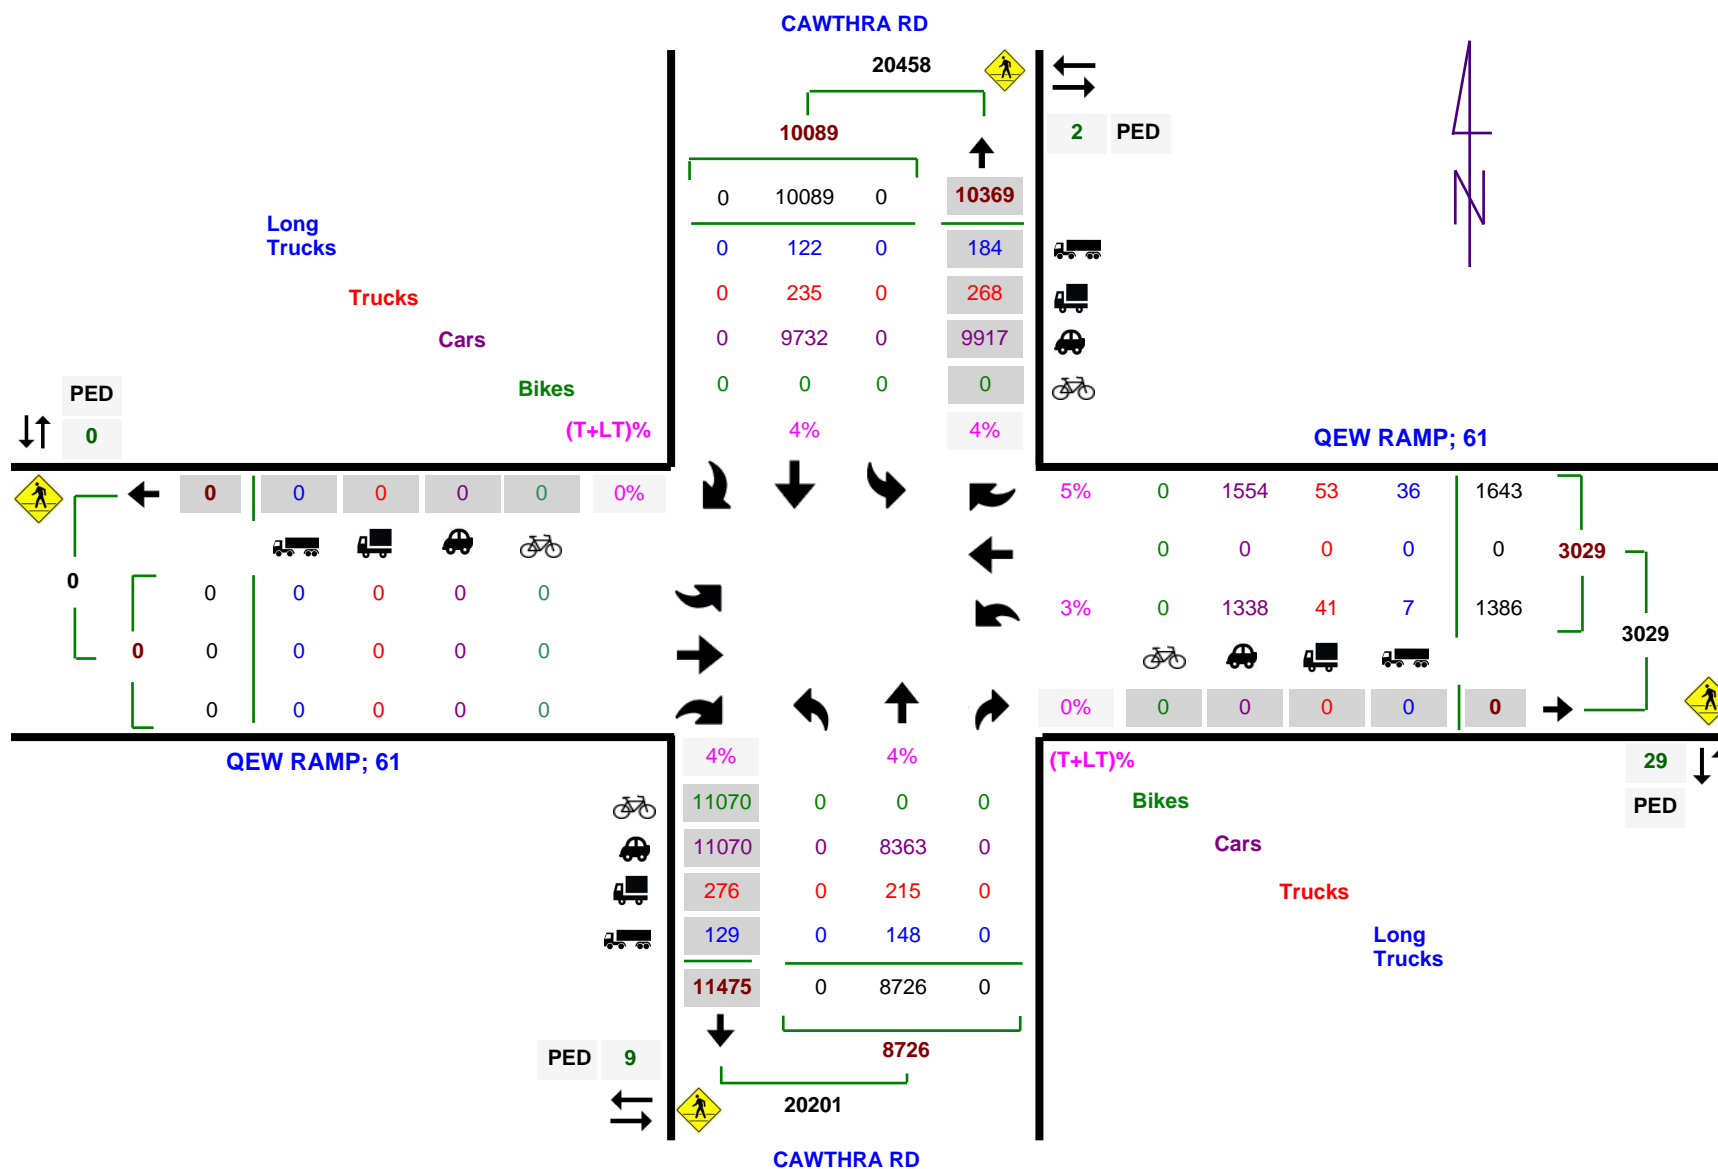 CAWTHRA RD
20458
10089
2 PED
0 10089 0 10369
Long
Trucks
0 122 0 184
Trucks
0 235 0 268
Cars
0 9732 0 9917
Bikes
0 0 0 0
PED
0
(T+LT)% 4% 4%
QEW RAMP; 61
0 0 0 0 0 0%
5% 0 1554 53 36 1643
0 0 0 0 0 3029
0
0 0 0 0 0
3% 0 1338 41 7 1386
3029
0 0 0 0 0 0
0 0 0 0 0
0% 0 0 0 0 0
QEW RAMP; 61
4% 4%
(T+LT)%
29
PED
11070 0 0 0
Bikes
11070 0 8363 0
Cars
276 0 215 0
Trucks
129 0 148 0
Long
Trucks
11475 0 8726 0
8726
PED 9
20201
CAWTHRA RD
N